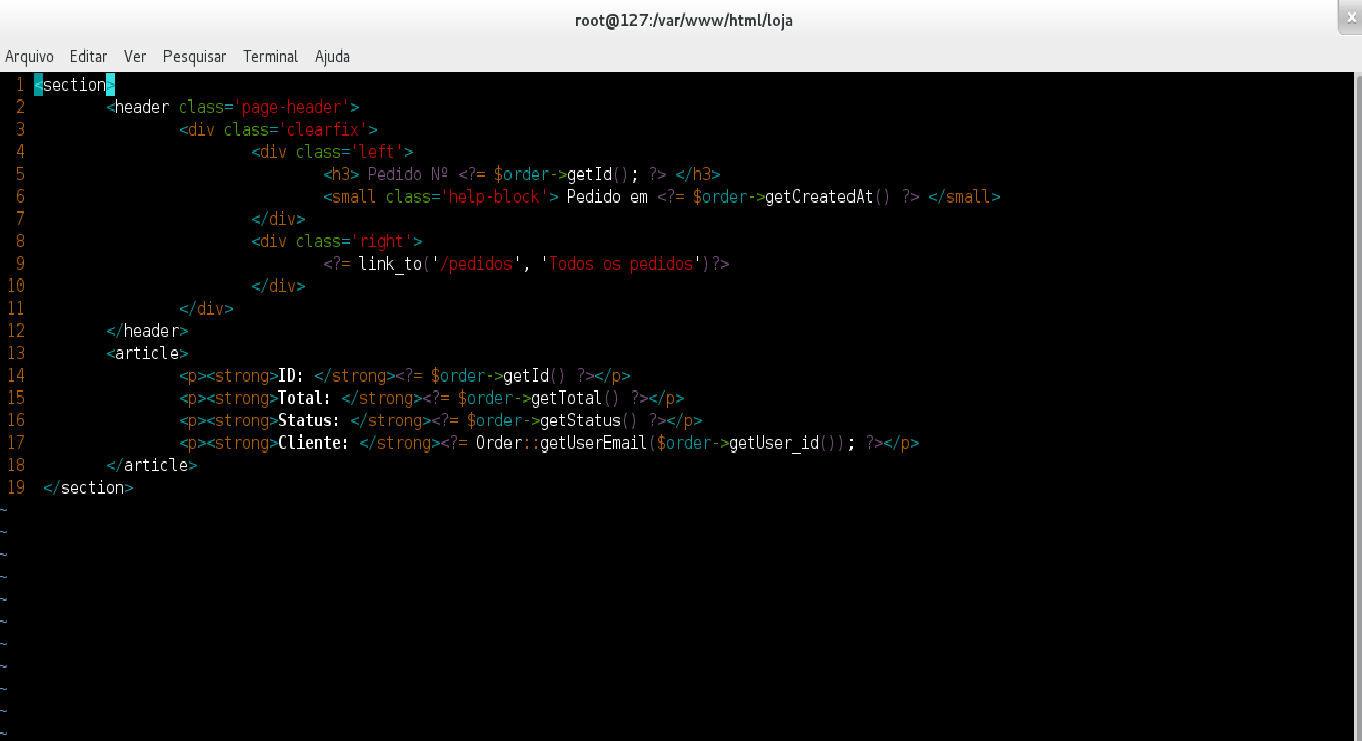 root@127:/var/www/html/loja
x
Arquivo Editar Ver Pesquisar Terminal Ajuda
1 <section>
2 <header class='page-header'>
3 <div class='clearfix'>
4 <div class='left'>
5 <h3> Pedido Nº <?= $order->getId(); ?> </h3>
6 <small class='help-block'> Pedido em <?= $order->getCreatedAt() ?> </small>
7 </div>
8 <div class='right'>
9 <?= link_to('/pedidos', 'Todos os pedidos')?>
10 </div>
11 </div>
12 </header>
13 <article>
14 <p><strong>ID: </strong><?= $order->getId() ?></p>
15 <p><strong>Total: </strong><?= $order->getTotal() ?></p>
16 <p><strong>Status: </strong><?= $order->getStatus() ?></p>
17 <p><strong>Cliente: </strong><?= Order::getUserEmail($order->getUser_id()); ?></p>
18 </article>
19 </section>
~
~
~
~
~
~
~
~
~
~
~